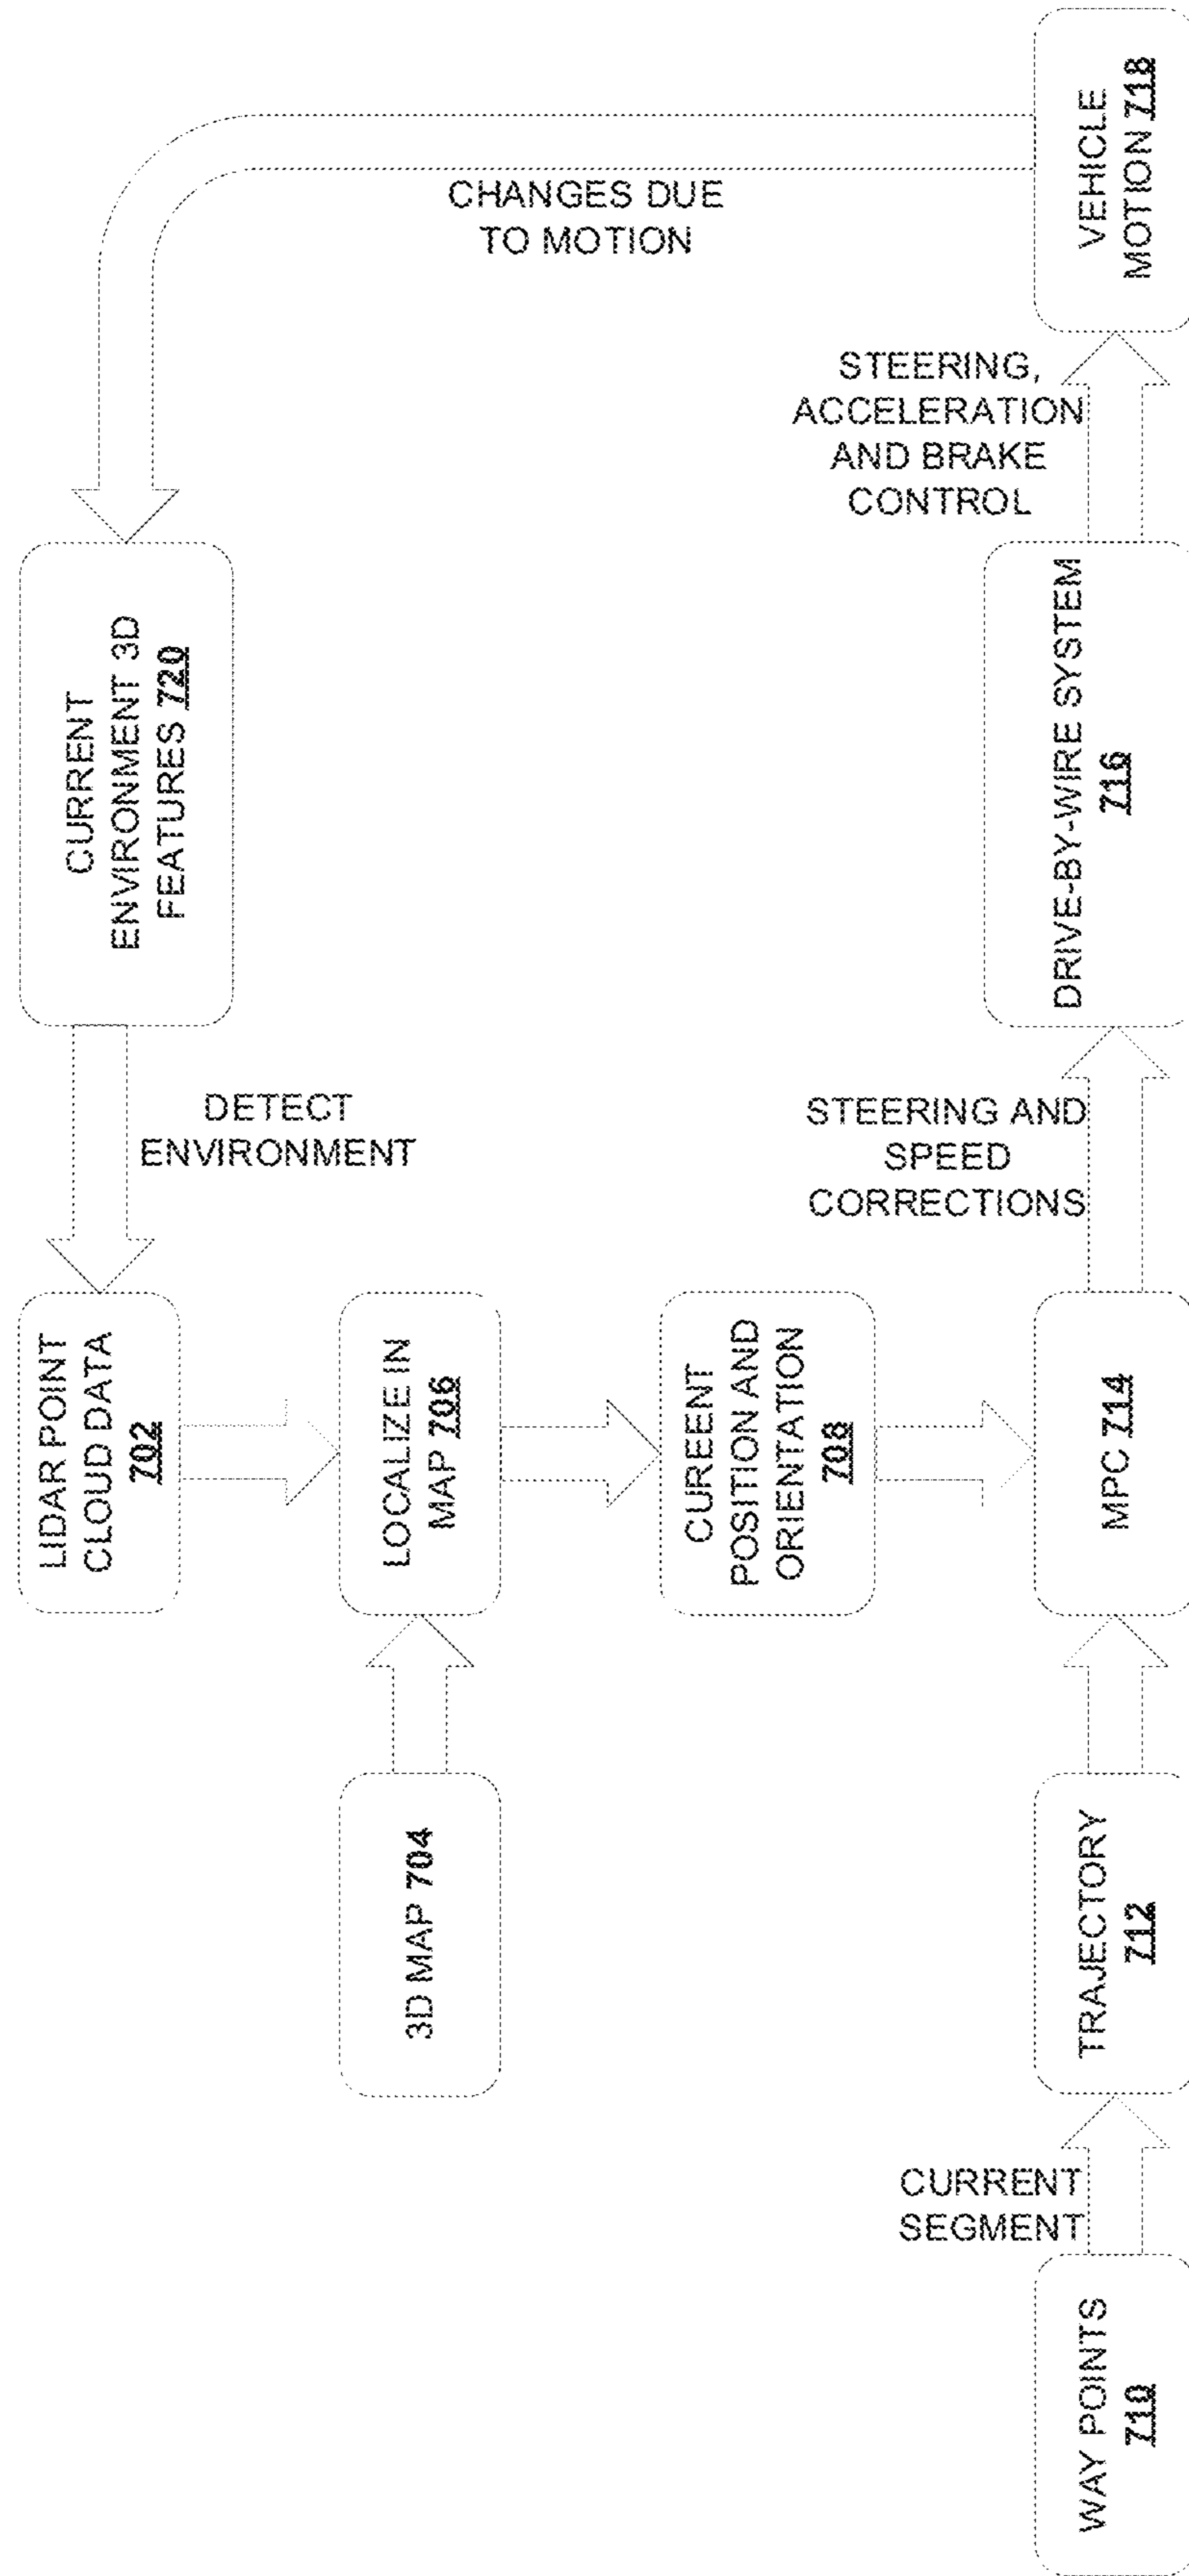 LIDAR POINT
CLOUD DATA
702
DETECT
ENVIRONMENT
CURRENT
ENVIRONMENT 3D
FEATURES 720
CHANGES DUE
TO MOTION
3D MAP 704
LOCALIZE IN
MAP 706
CUREENT
POSITION AND
ORIENTATION
708
WAY POINTS
710
CURRENT
SEGMENT
TRAJECTORY
712
MPC 714
STEERING AND
SPEED
CORRECTIONS
DRIVE-BY-WIRE SYSTEM
716
STEERING,
ACCELERATION
AND BRAKE
CONTROL
VEHICLE
MOTION 718